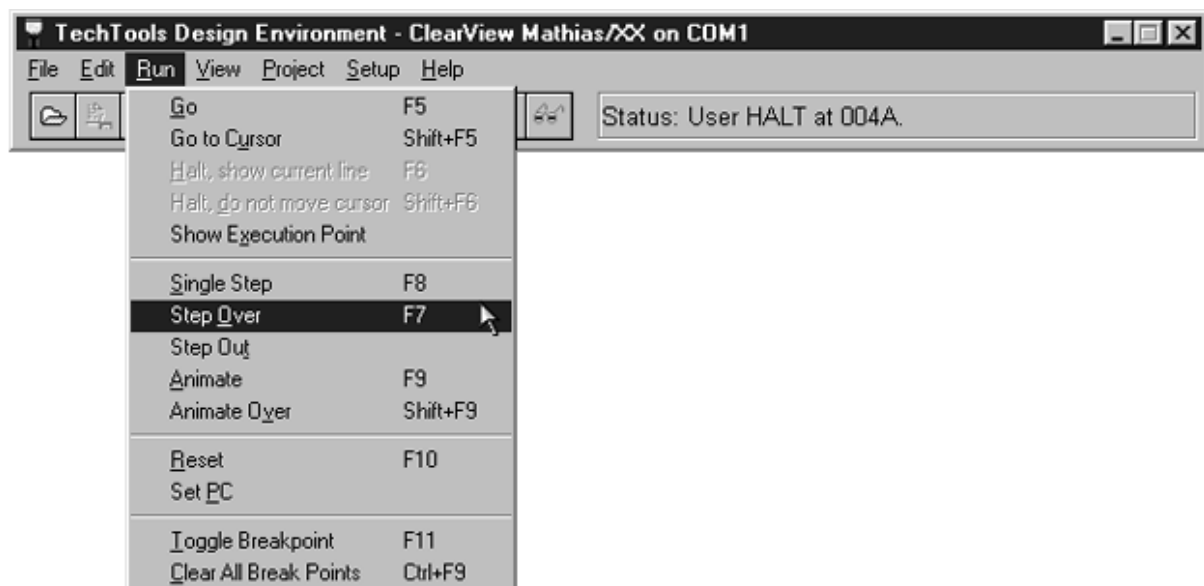 TechTools Design Environment - ClearView Mathias/XX on COM1
File Edit Run View Project Setup Help
Status: User HALT at 004A.
Go F5
Go to Cursor Shift+F5
Halt, show current line F6
Halt, do not move cursor Shift+F6
Show Execution Point
Single Step F8
Step Over F7
Step Out
Animate F9
Animate Over Shift+F9
Reset F10
Set PC
Toggle Breakpoint F11
Clear All Break Points Ctrl+F9